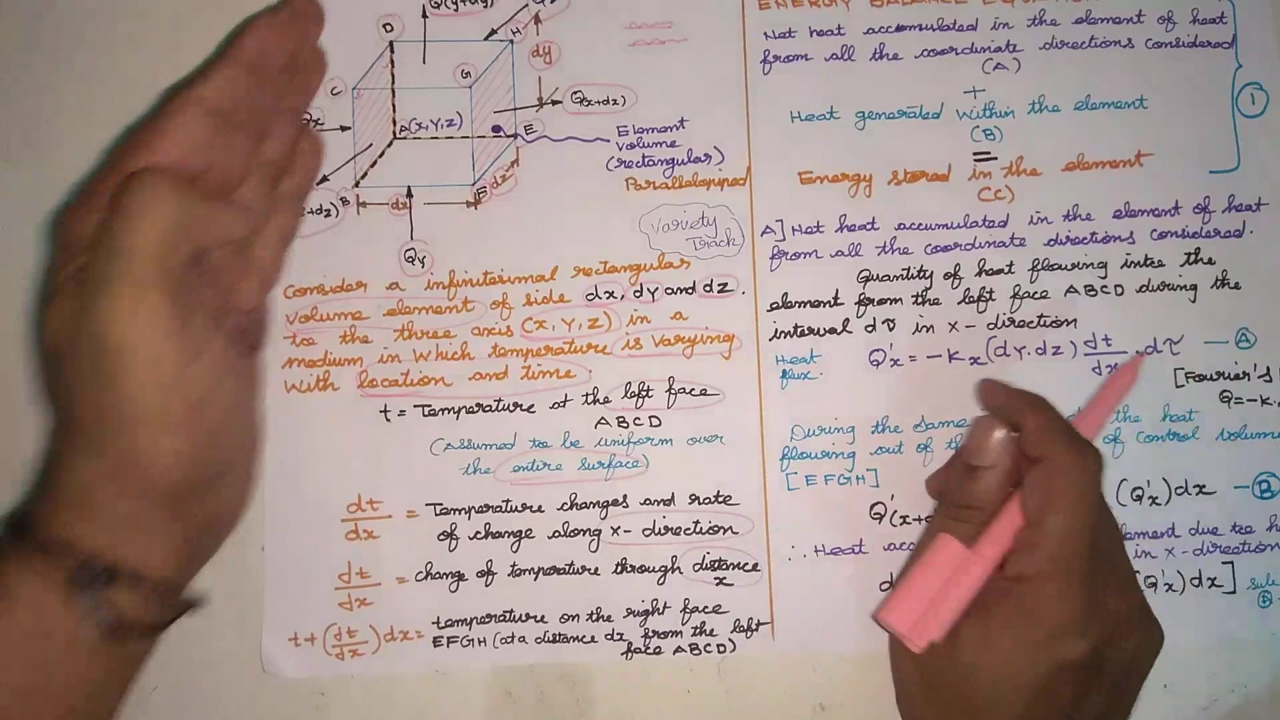 D
H
dy
C
G
Q(x+dx)
Qx
A(x,y,z)
E
Element
volume
(rectangular)
Parallelopiped
dz
B
F
+dz)
dx
Qy
Variety
Track
Consider a infinitesimal rectangular
volume element of side dx, dy and dz.
to the three axis (x, y, z) in a
medium in which temperature is varying
with location and time.
t = Temperature at the left face
ABCD
(Assumed to be uniform over
the entire surface)
dt/dx = Temperature changes and rate
of change along x-direction
dt/dx = change of temperature through distance
x
t+(dt/dx)dx = temperature on the right face
EFGH (at a distance dx from the left
face ABCD)
ENERGY BALANCE
Net heat accumulated in the element of heat
from all the coordinate directions considered
(A)
+
Heat generated within the element
(B)
=
Energy stored in the element
(C)
1
A] Net heat accumulated in the element of heat
from all the coordinate directions considered.
Quantity of heat flowing into the
element from the left face ABCD during the
interval dτ in x-direction
Heat
flux.
Q'x = -kx (dy.dz) dt/dx . dτ — A
[Fourier's
Q=-k.
During the same the heat
flowing out of of control volume
[EFGH]
Q'(x+ (Q'x)dx — B
∴ Heat due to
in x-direction
(Q'x)dx]